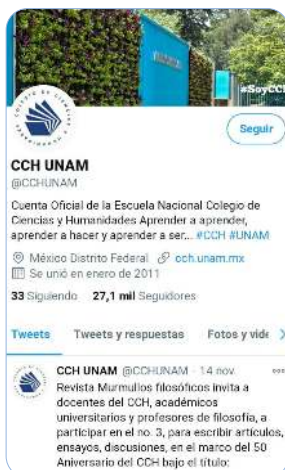 #SoyCCH
Seguir
CCH UNAM
@CCHUNAM
Cuenta Oficial de la Escuela Nacional Colegio de
Ciencias y Humanidades Aprender a aprender,
aprender a hacer y aprender a ser... #CCH #UNAM
México Distrito Federal cch.unam.mx
Se unió en enero de 2011
33 Siguiendo 27,1 mil Seguidores
Tweets Tweets y respuestas Fotos y vide
CCH UNAM @CCHUNAM · 14 nov.
Revista Murmullos filosóficos invita a
docentes del CCH, académicos
universitarios y profesores de filosofía, a
participar en el no. 3, para escribir artículos,
ensayos, discusiones, en el marco del 50
Aniversario del CCH bajo el título: